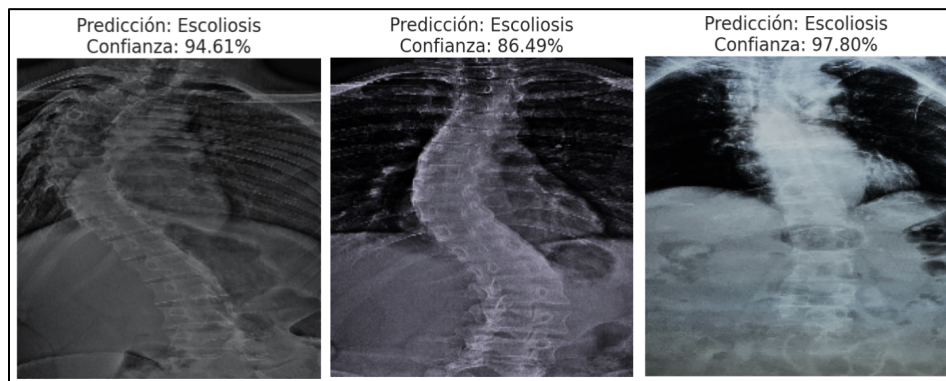 Predicción: Escoliosis
Confianza: 94.61%
Predicción: Escoliosis
Confianza: 86.49%
Predicción: Escoliosis
Confianza: 97.80%